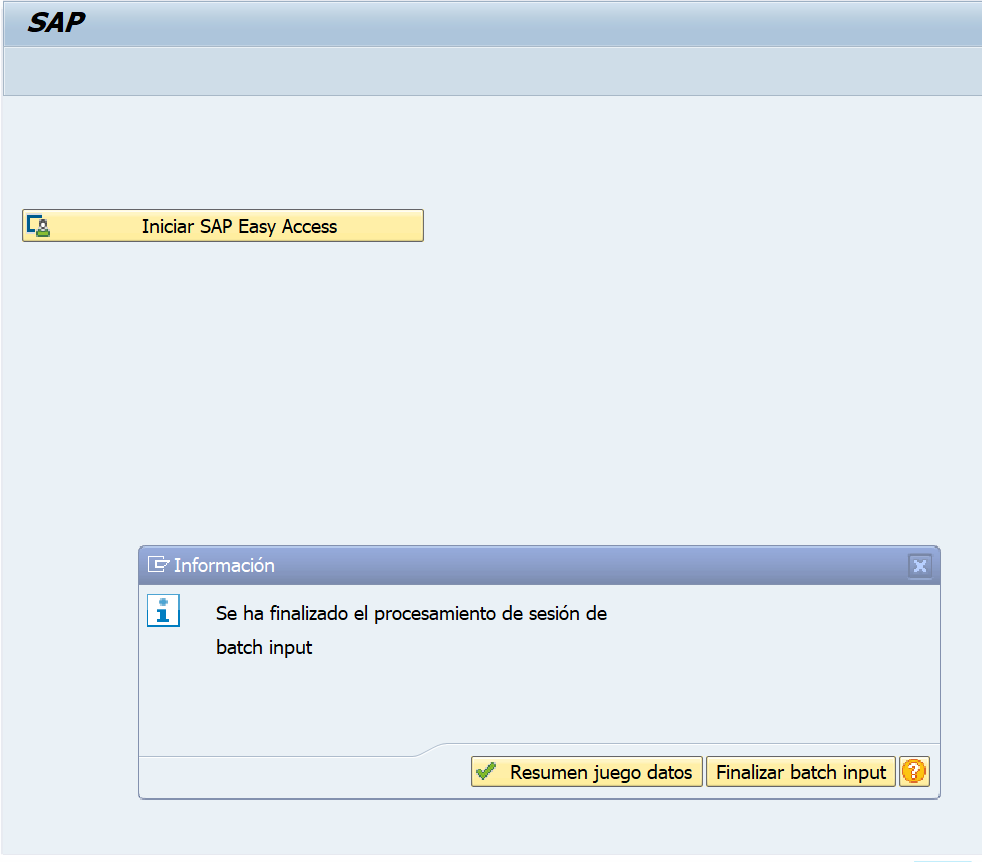 SAP
Iniciar SAP Easy Access
Información
Se ha finalizado el procesamiento de sesión de
batch input
Resumen juego datos
Finalizar batch input